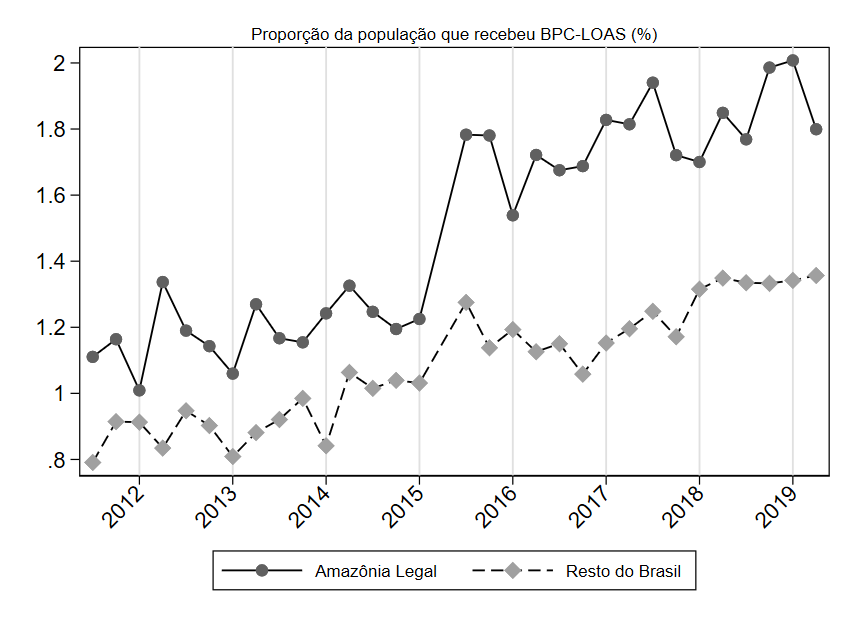 Proporção da população que recebeu BPC-LOAS (%)
2
1.8
1.6
1.4
1.2
1
.8
2012 2013 2014 2015 2016 2017 2018 2019
Amazônia Legal Resto do Brasil